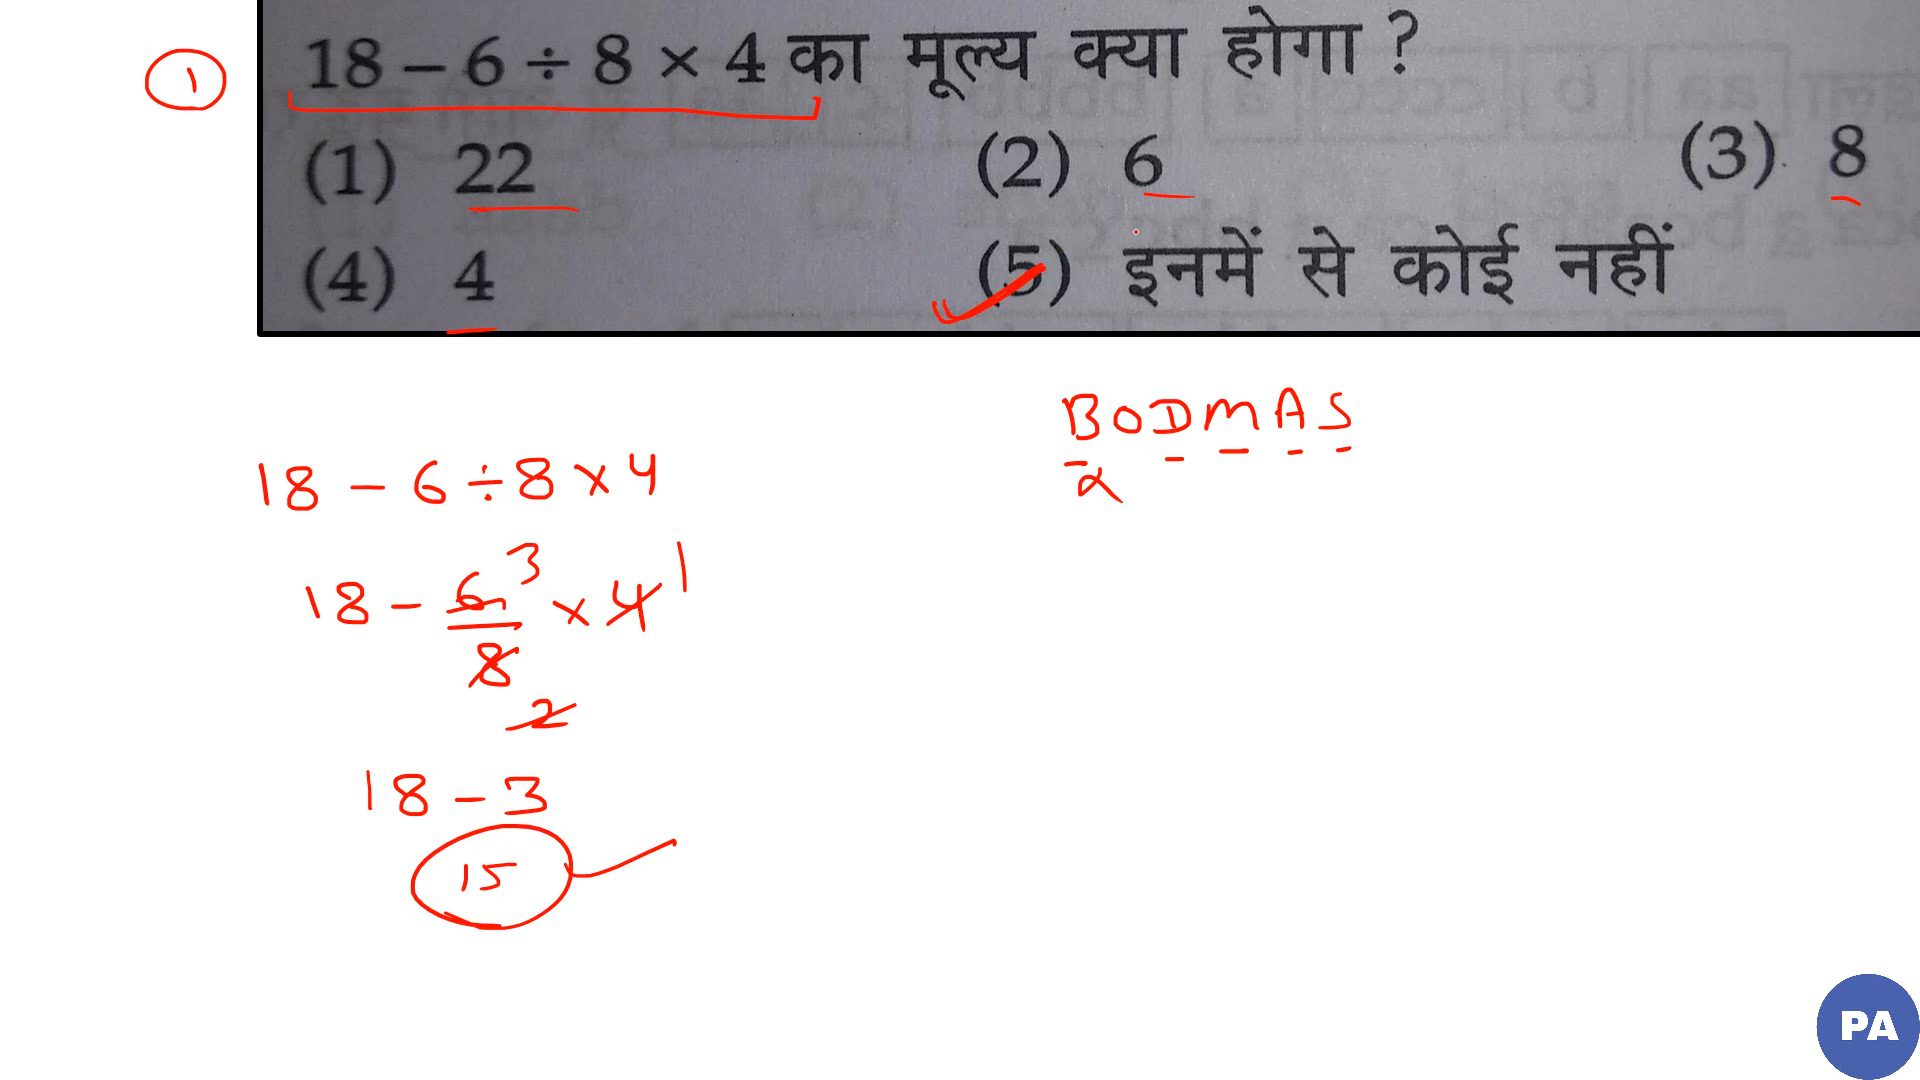 1
18 – 6 ÷ 8 × 4 का मूल्य क्या होगा ?
(1) 22 (2) 6 (3) 8
(4) 4 (5) इनमें से कोई नहीं
BODMAS
18 – 6 ÷ 8 × 4
3 1
18 – 6 × 4
8
2
18 – 3
15
PA